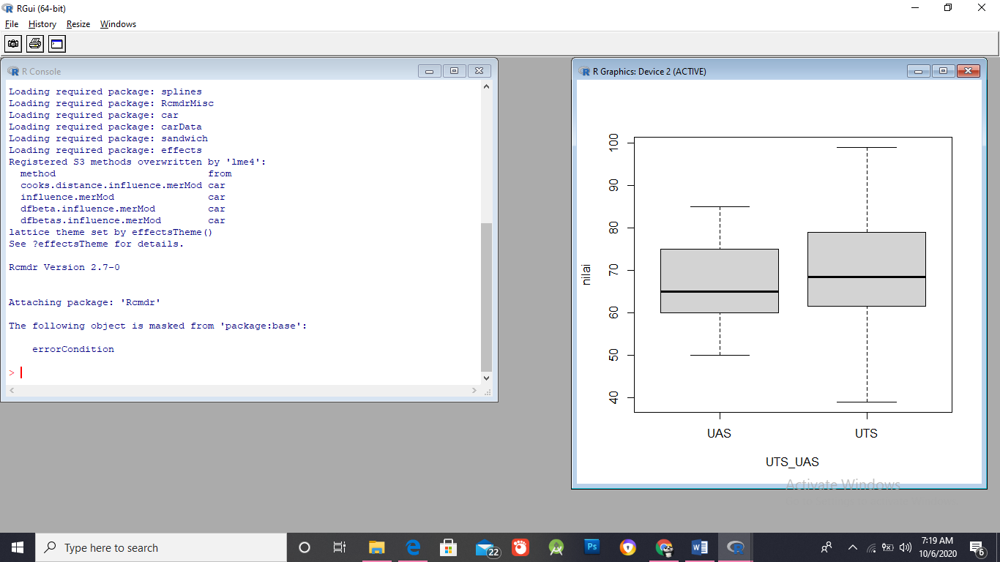 RGui (64-bit)
File History Resize Windows
R Console
Loading required package: splines
Loading required package: RcmdrMisc
Loading required package: car
Loading required package: carData
Loading required package: sandwich
Loading required package: effects
Registered S3 methods overwritten by 'lme4':
method from
cooks.distance.influence.merMod car
influence.merMod car
dfbeta.influence.merMod car
dfbetas.influence.merMod car
lattice theme set by effectsTheme()
See ?effectsTheme for details.
Rcmdr Version 2.7-0
Attaching package: 'Rcmdr'
The following object is masked from 'package:base':
errorCondition
>
R Graphics: Device 2 (ACTIVE)
100
90
80
70
60
50
40
nilai
UAS UTS
UTS_UAS
Activate Windows
Type here to search
22
Ps
7:19 AM
10/6/2020
6